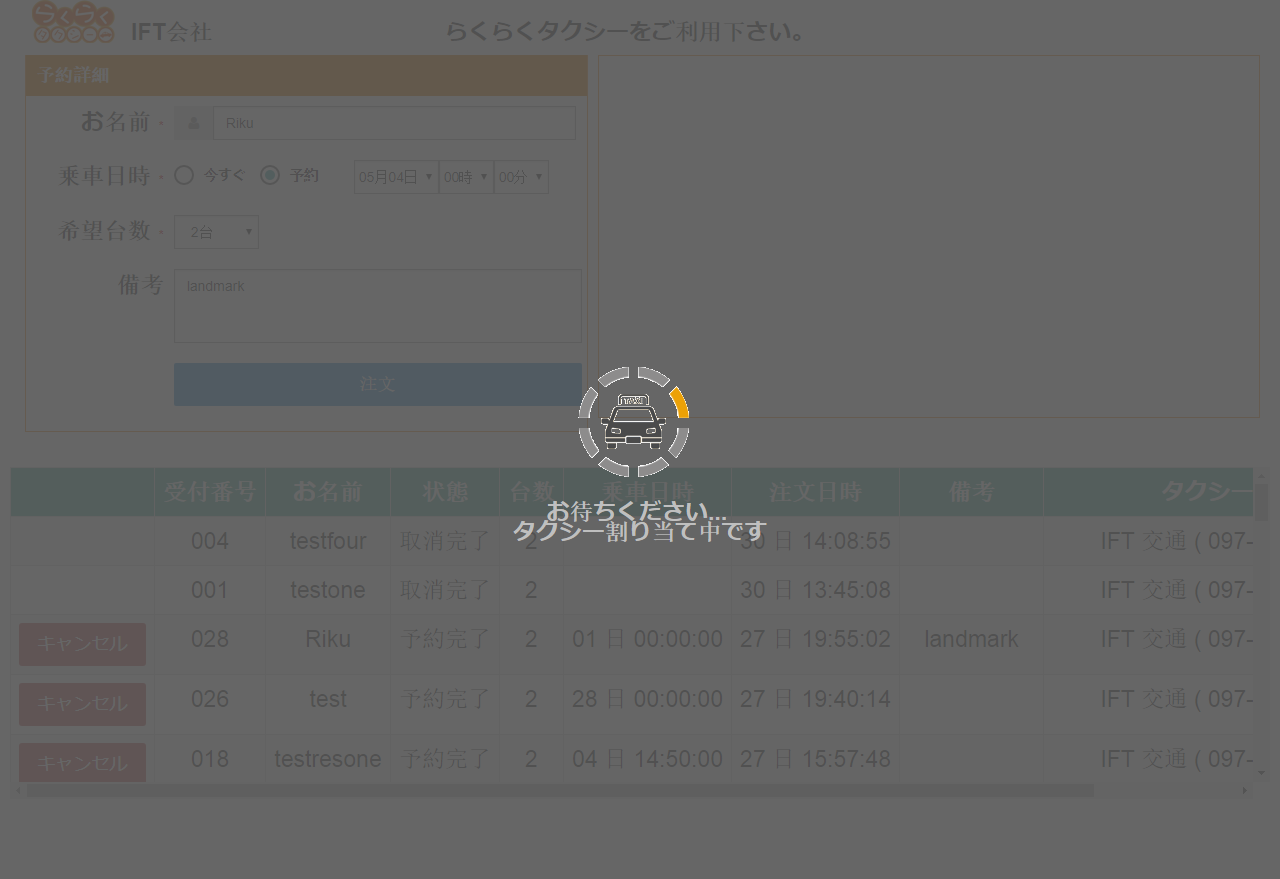 らくらく
タクシー
IFT会社
らくらくタクシーをご利用下さい。
予約詳細
お名前 *
Riku
乗車日時 *
今すぐ 予約 05月04日 00時 00分
希望台数 *
2台
備考
landmark
注文
TAXI
お待ちください...
タクシー割り当て中です
受付番号 お名前 状態 台数 乗車日時 注文日時 備考 タクシー
004 testfour 取消完了 2 30 日 14:08:55 IFT 交通 ( 097-
001 testone 取消完了 2 30 日 13:45:08 IFT 交通 ( 097-
キャンセル 028 Riku 予約完了 2 01 日 00:00:00 27 日 19:55:02 landmark IFT 交通 ( 097-
キャンセル 026 test 予約完了 2 28 日 00:00:00 27 日 19:40:14 IFT 交通 ( 097-
キャンセル 018 testresone 予約完了 2 04 日 14:50:00 27 日 15:57:48 IFT 交通 ( 097-